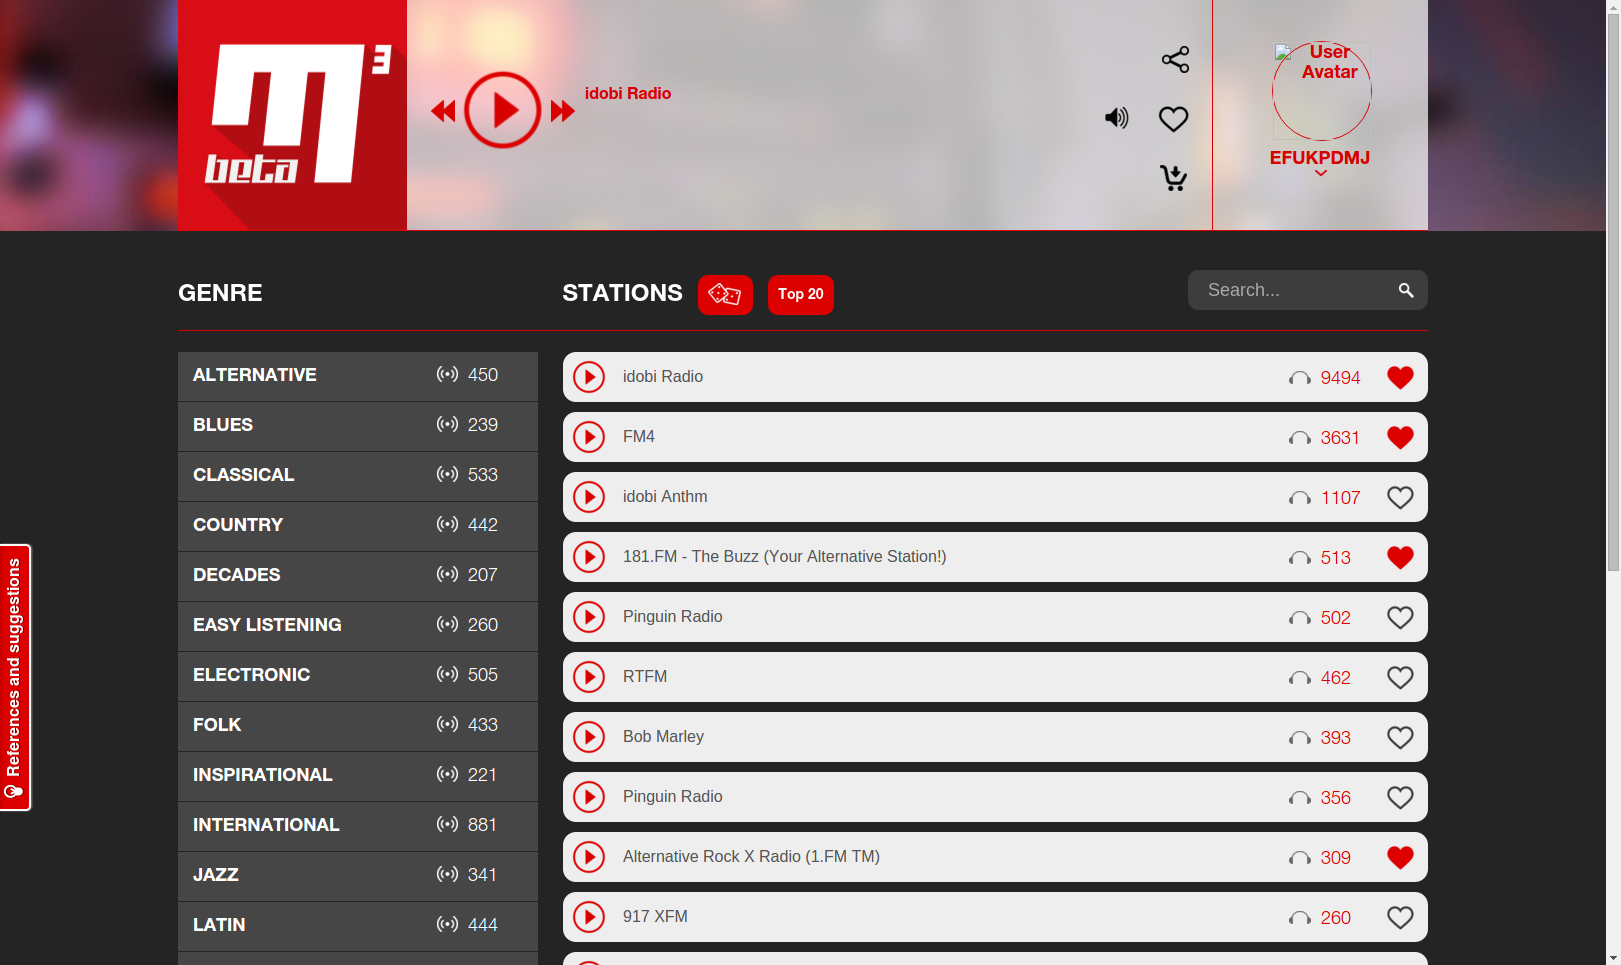 m3
beta
idobi Radio
User
Avatar
EFUKPDMJ
GENRE
STATIONS
Top 20
Search...
ALTERNATIVE 450
BLUES 239
CLASSICAL 533
COUNTRY 442
DECADES 207
EASY LISTENING 260
ELECTRONIC 505
FOLK 433
INSPIRATIONAL 221
INTERNATIONAL 881
JAZZ 341
LATIN 444
idobi Radio 9494
FM4 3631
idobi Anthm 1107
181.FM - The Buzz (Your Alternative Station!) 513
Pinguin Radio 502
RTFM 462
Bob Marley 393
Pinguin Radio 356
Alternative Rock X Radio (1.FM TM) 309
917 XFM 260
References and suggestions